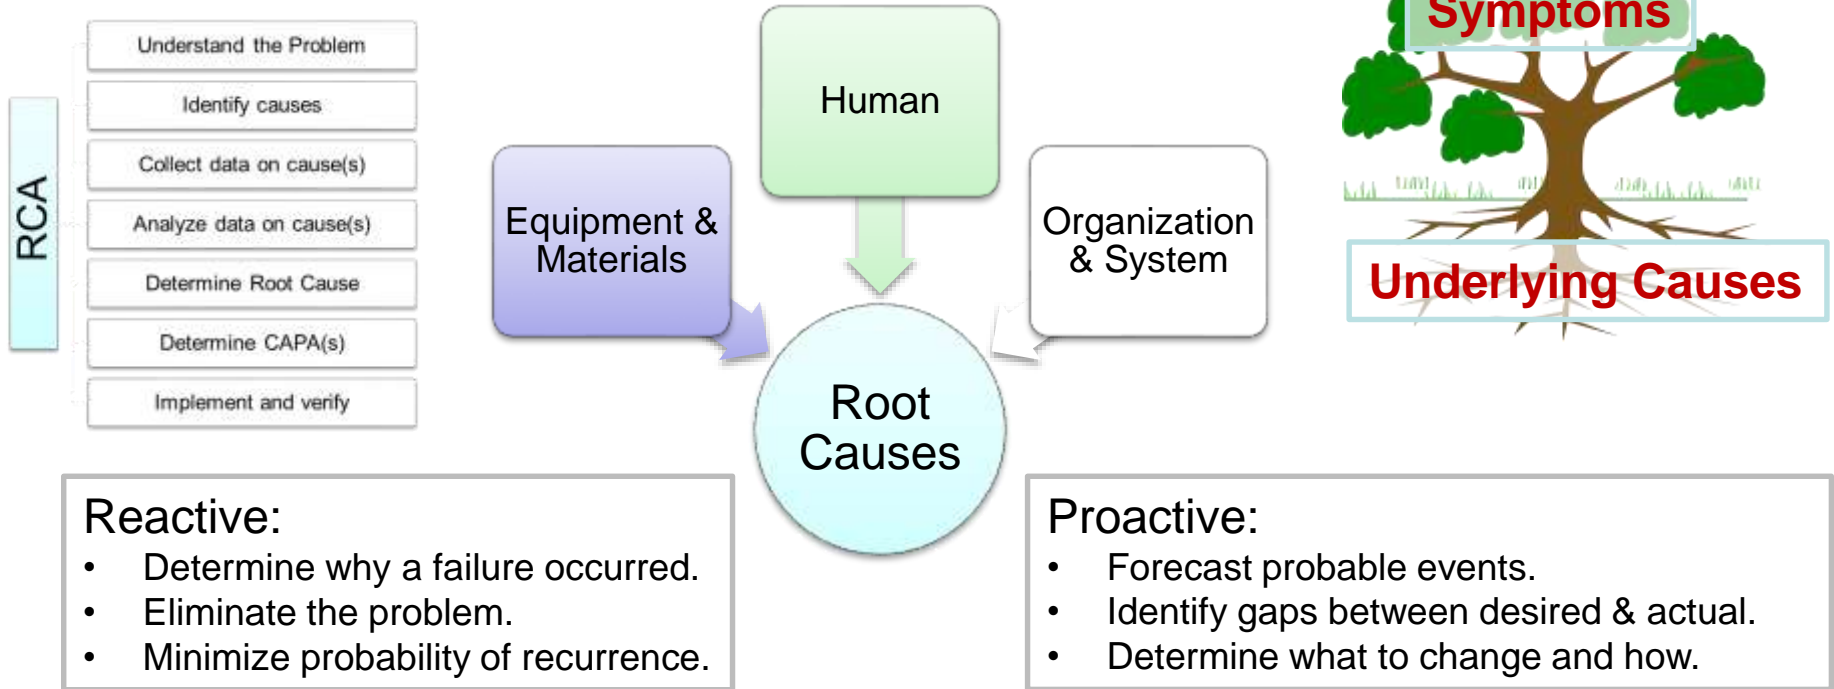 RCA
Understand the Problem
Identify causes
Collect data on cause(s)
Analyze data on cause(s)
Determine Root Cause
Determine CAPA(s)
Implement and verify
Human
Equipment &
Materials
Organization
& System
Root
Causes
Symptoms
Underlying Causes
Reactive:
• Determine why a failure occurred.
• Eliminate the problem.
• Minimize probability of recurrence.
Proactive:
• Forecast probable events.
• Identify gaps between desired & actual.
• Determine what to change and how.